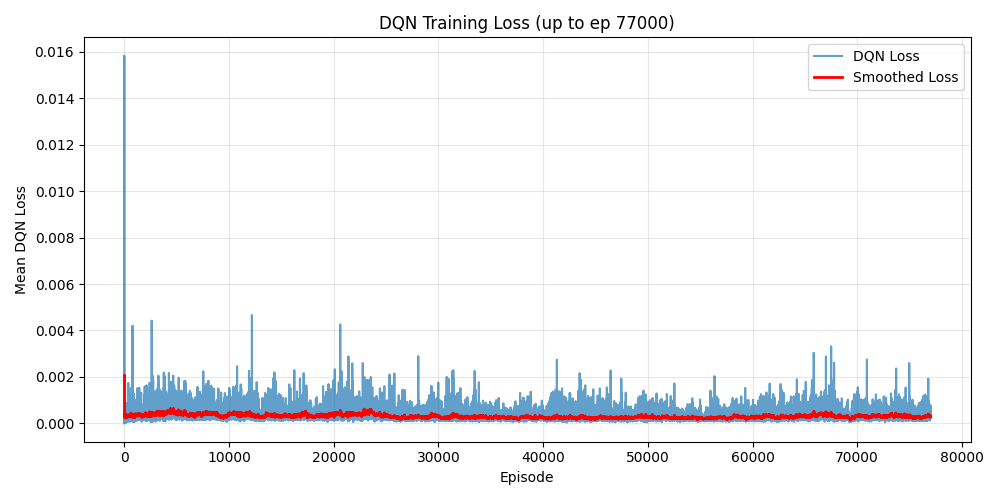 DQN Training Loss (up to ep 77000)
DQN Loss
Smoothed Loss
Mean DQN Loss
0.016
0.014
0.012
0.010
0.008
0.006
0.004
0.002
0.000
0 10000 20000 30000 40000 50000 60000 70000 80000
Episode